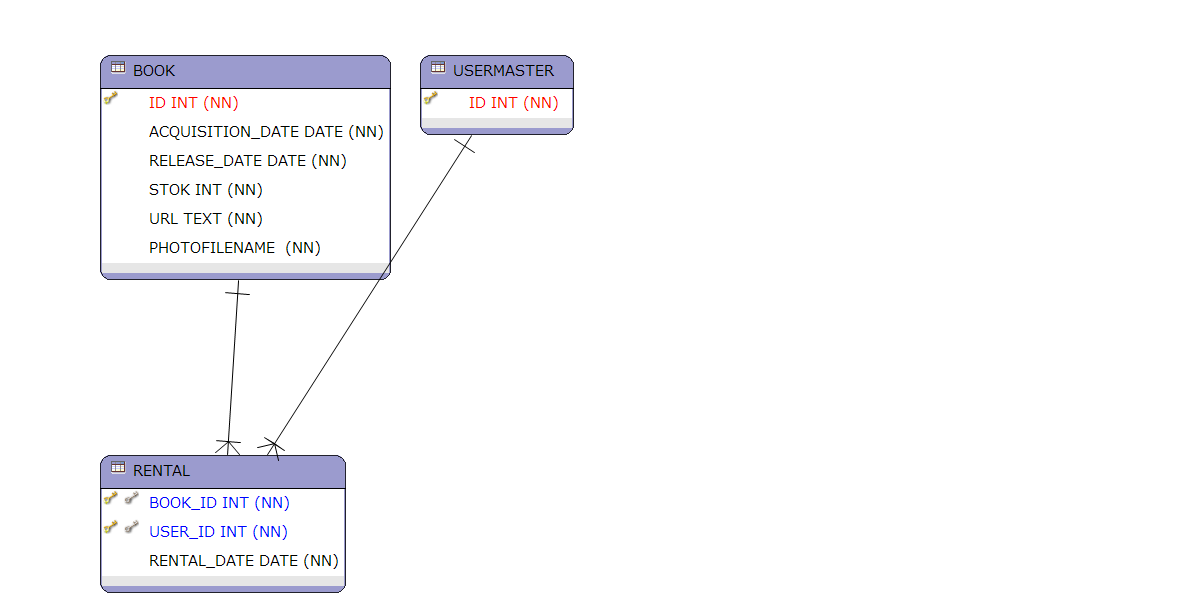 BOOK
ID INT (NN)
ACQUISITION_DATE DATE (NN)
RELEASE_DATE DATE (NN)
STOK INT (NN)
URL TEXT (NN)
PHOTOFILENAME  (NN)
USERMASTER
ID INT (NN)
RENTAL
BOOK_ID INT (NN)
USER_ID INT (NN)
RENTAL_DATE DATE (NN)